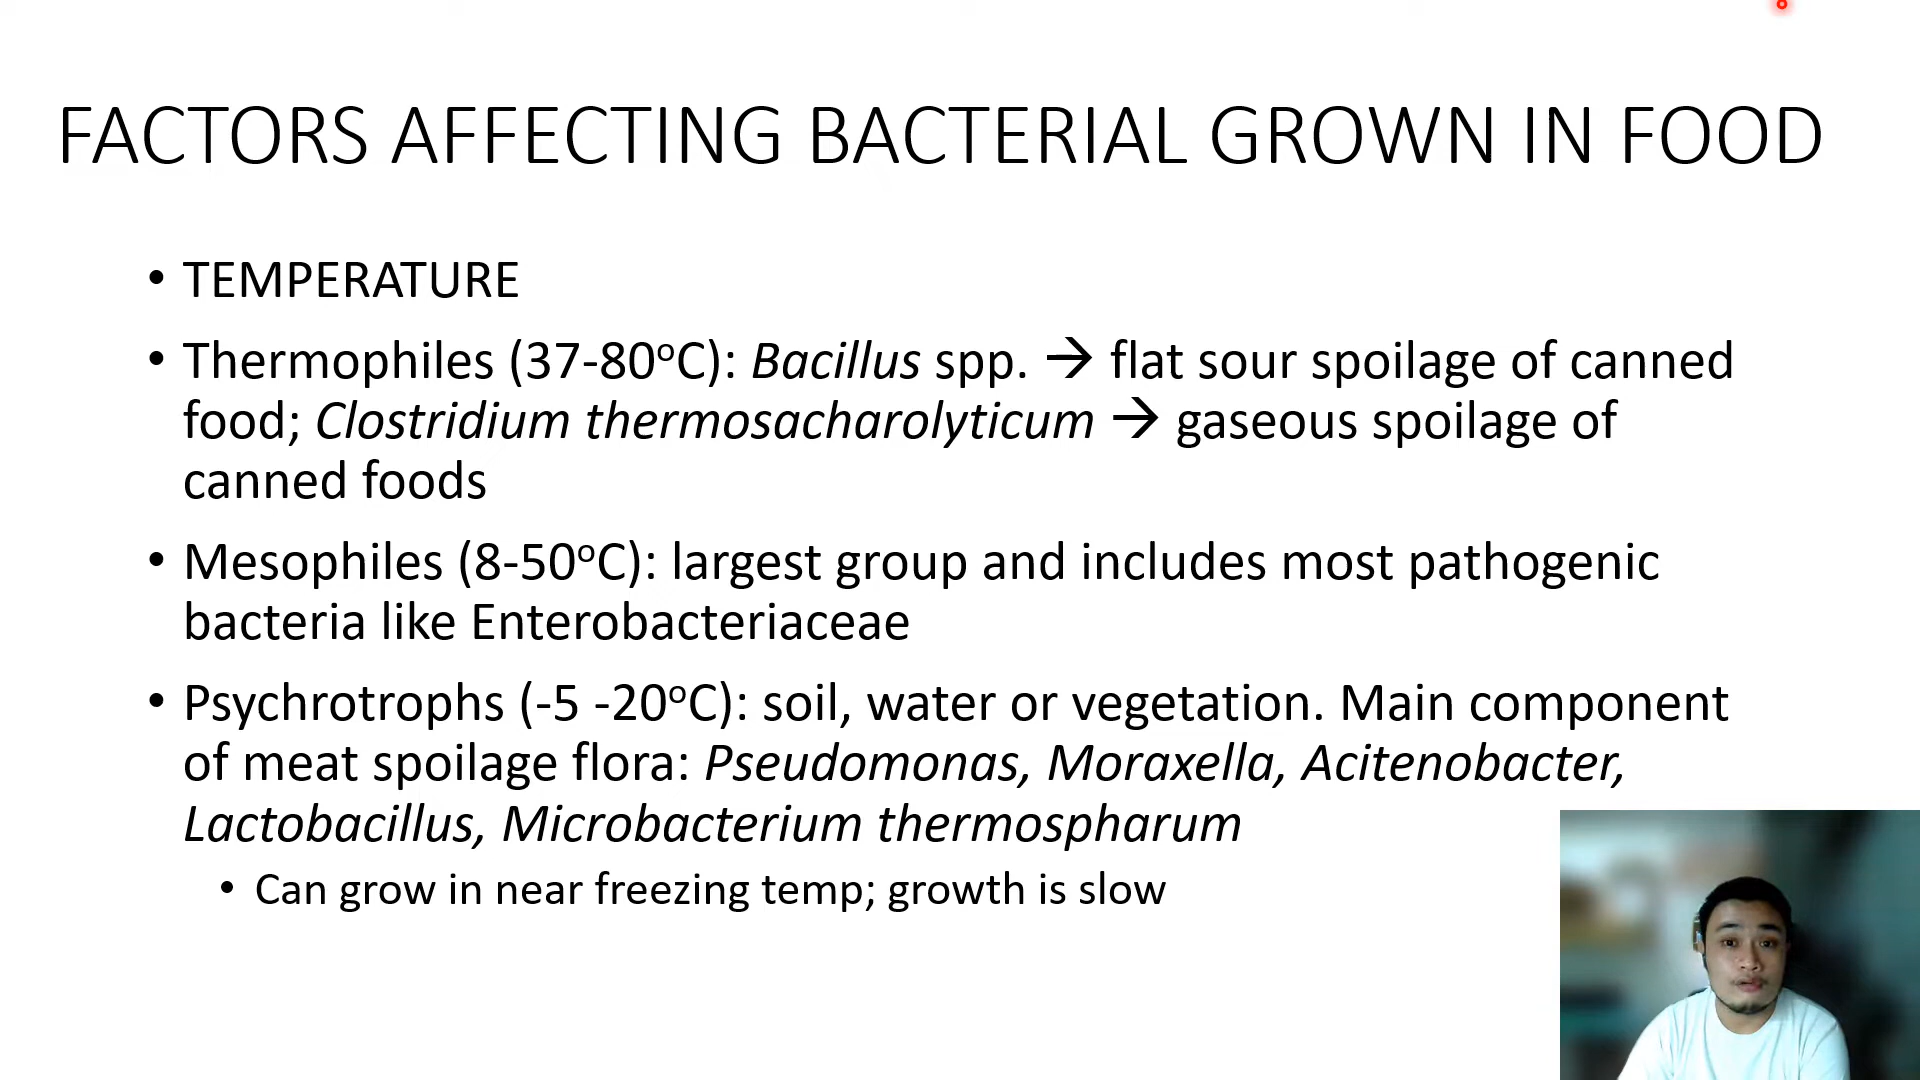 FACTORS AFFECTING BACTERIAL GROWN IN FOOD
• TEMPERATURE
• Thermophiles (37-80ºC): Bacillus spp. → flat sour spoilage of canned
food; Clostridium thermosacharolyticum → gaseous spoilage of
canned foods
• Mesophiles (8-50ºC): largest group and includes most pathogenic
bacteria like Enterobacteriaceae
• Psychrotrophs (-5 -20ºC): soil, water or vegetation. Main component
of meat spoilage flora: Pseudomonas, Moraxella, Acitenobacter,
Lactobacillus, Microbacterium thermospharum
• Can grow in near freezing temp; growth is slow